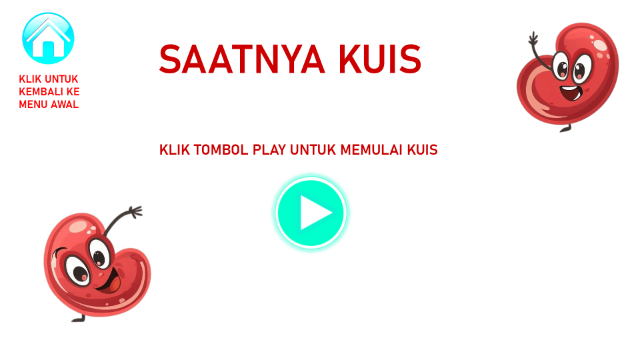 SAATNYA KUIS
KLIK UNTUK
KEMBALI KE
MENU AWAL
KLIK TOMBOL PLAY UNTUK MEMULAI KUIS